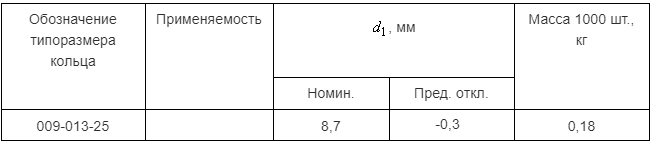 Обозначение
типоразмера
кольца
Применяемость
d₁, мм
Масса 1000 шт.,
кг
Номин.
Пред. откл.
009-013-25
8,7
-0,3
0,18